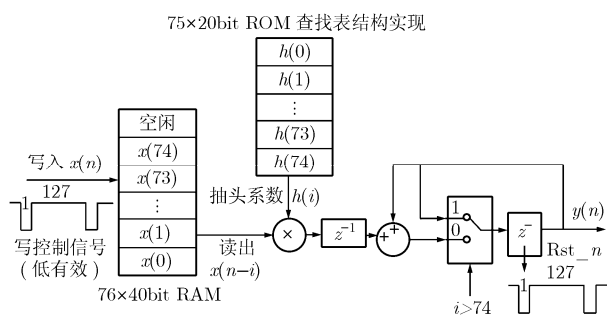 75×20bit ROM 查找表结构实现
h(0)
h(1)
⋮
h(73)
h(74)
空闲
x(74)
x(73)
⋮
x(1)
x(0)
写入 x(n)
127
1
写控制信号
(低有效)
76×40bit RAM
抽头系数 h(i)
×
读出
x(n−i)
z⁻¹
+
+
1
0
i>74
z⁻
y(n)
Rst_n
127
1